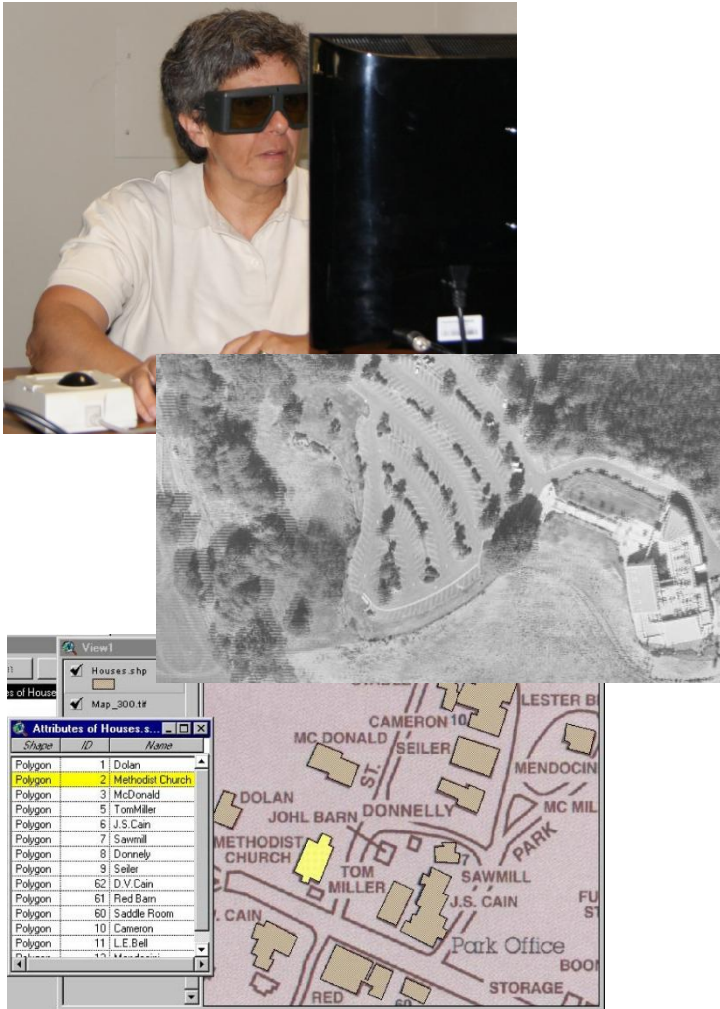 View1
Houses.shp
Map_300.tif
Attributes of Houses.s...
Shape ID Name
Polygon 1 Dolan
Polygon 2 Methodist Church
Polygon 3 McDonald
Polygon 5 TomMiller
Polygon 6 J.S.Cain
Polygon 7 Sawmill
Polygon 8 Donnely
Polygon 9 Seiler
Polygon 62 D.V.Cain
Polygon 61 Red Barn
Polygon 60 Saddle Room
Polygon 10 Cameron
Polygon 11 L.E.Bell
LESTER
CAMERON 10
MC DONALD
SEILER
ST.
MENDOCIN
DOLAN
DONNELLY
MC MIL
JOHL BARN
METHODIST
CHURCH
PARK
7
TOM
MILLER
SAWMILL
J.S. CAIN
. CAIN
Park Office
STORAGE
RED
60